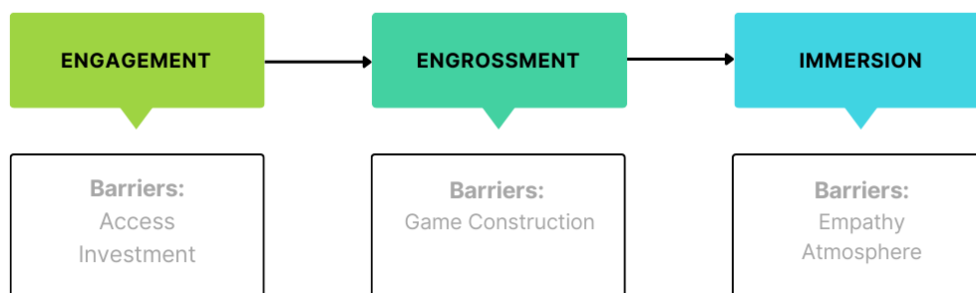 ENGAGEMENT
ENGROSSMENT
IMMERSION
Barriers:
Access
Investment
Barriers:
Game Construction
Barriers:
Empathy
Atmosphere